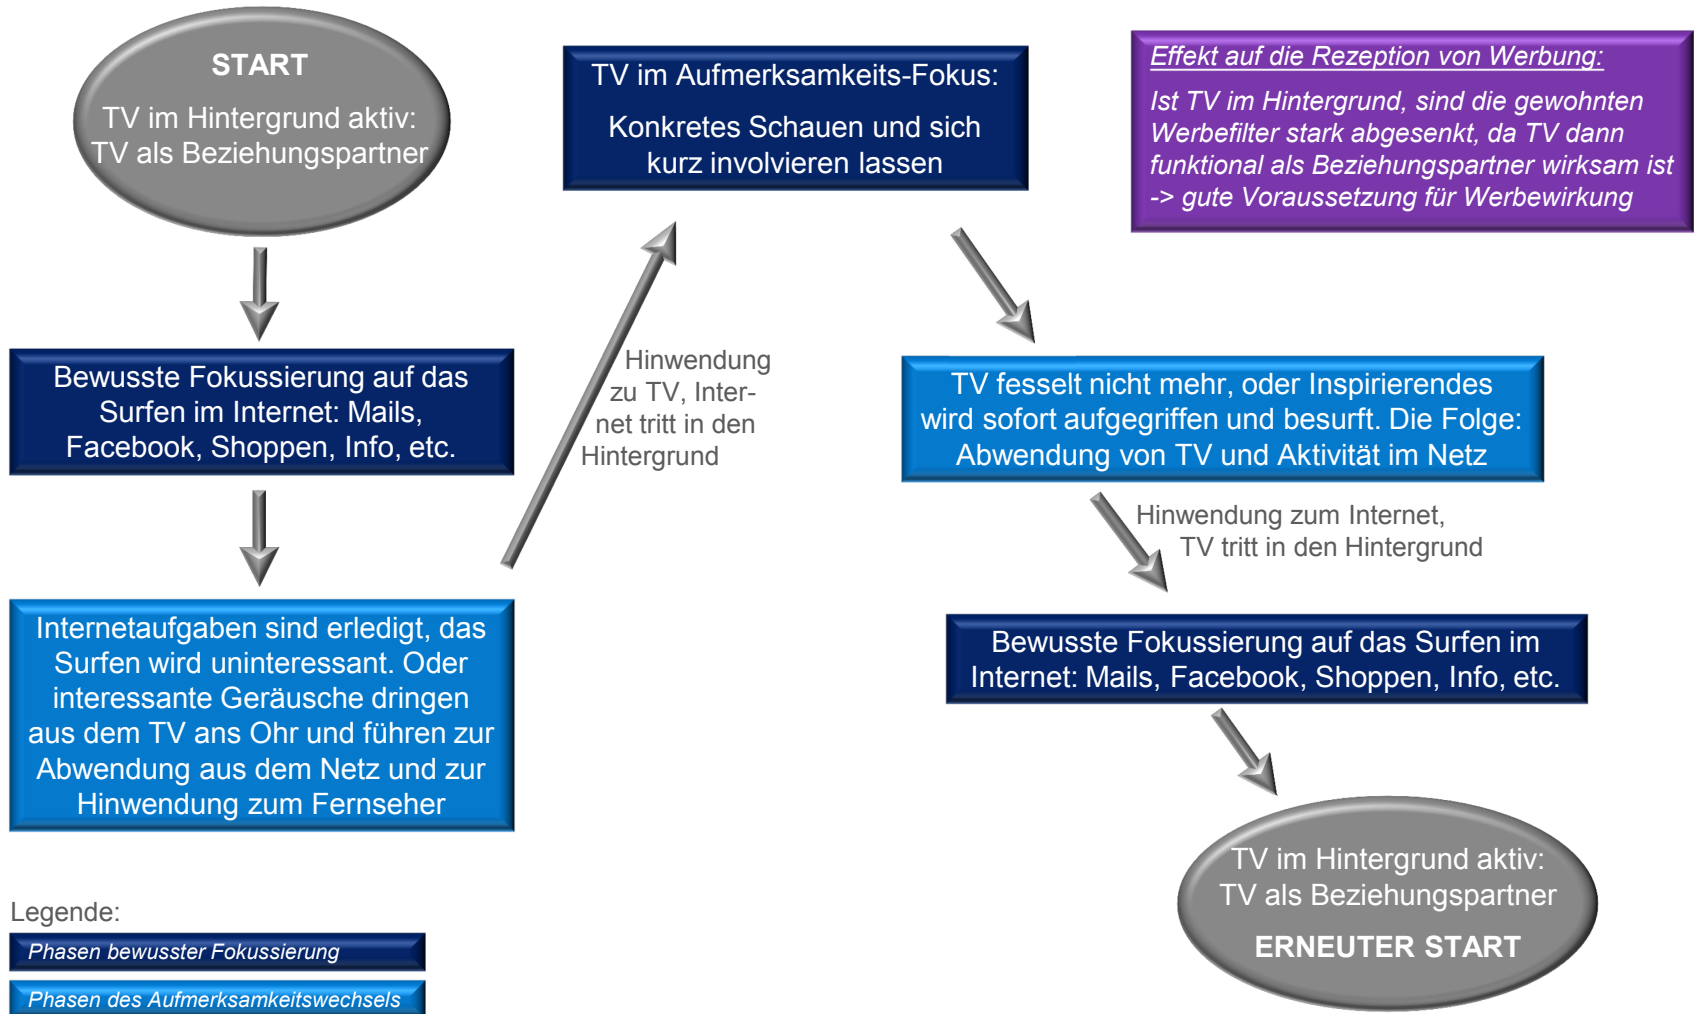 START
TV im Hintergrund aktiv:
TV als Beziehungspartner
Bewusste Fokussierung auf das
Surfen im Internet: Mails,
Facebook, Shoppen, Info, etc.
Internetaufgaben sind erledigt, das
Surfen wird uninteressant. Oder
interessante Geräusche dringen
aus dem TV ans Ohr und führen zur
Abwendung aus dem Netz und zur
Hinwendung zum Fernseher
Hinwendung
zu TV, Inter-
net tritt in den
Hintergrund
TV im Aufmerksamkeits-Fokus:
Konkretes Schauen und sich
kurz involvieren lassen
Effekt auf die Rezeption von Werbung:
Ist TV im Hintergrund, sind die gewohnten
Werbefilter stark abgesenkt, da TV dann
funktional als Beziehungspartner wirksam ist
-> gute Voraussetzung für Werbewirkung
TV fesselt nicht mehr, oder Inspirierendes
wird sofort aufgegriffen und besurft. Die Folge:
Abwendung von TV und Aktivität im Netz
Hinwendung zum Internet,
TV tritt in den Hintergrund
Bewusste Fokussierung auf das Surfen im
Internet: Mails, Facebook, Shoppen, Info, etc.
TV im Hintergrund aktiv:
TV als Beziehungspartner
ERNEUTER START
Legende:
Phasen bewusster Fokussierung
Phasen des Aufmerksamkeitswechsels